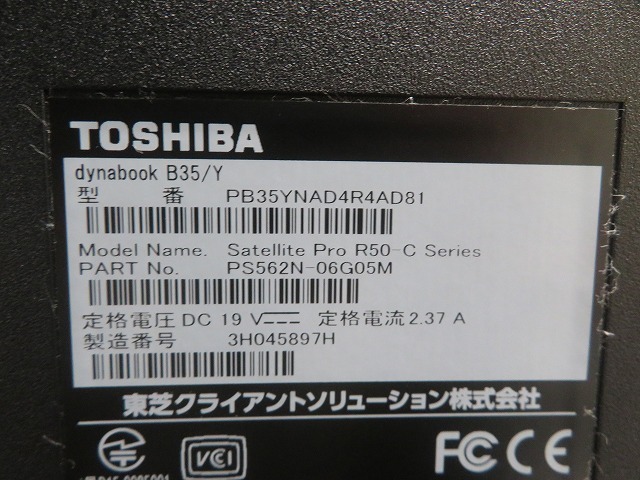 TOSHIBA
dynabook B35/Y
型 番 PB35YNAD4R4AD81
Model Name. Satellite Pro R50-C Series
PART No. PS562N-06G05M
定格電圧 DC 19 V 定格電流 2.37 A
製造番号 3H045897H
東芝クライアントソリューション株式会社
VCCI FC CE